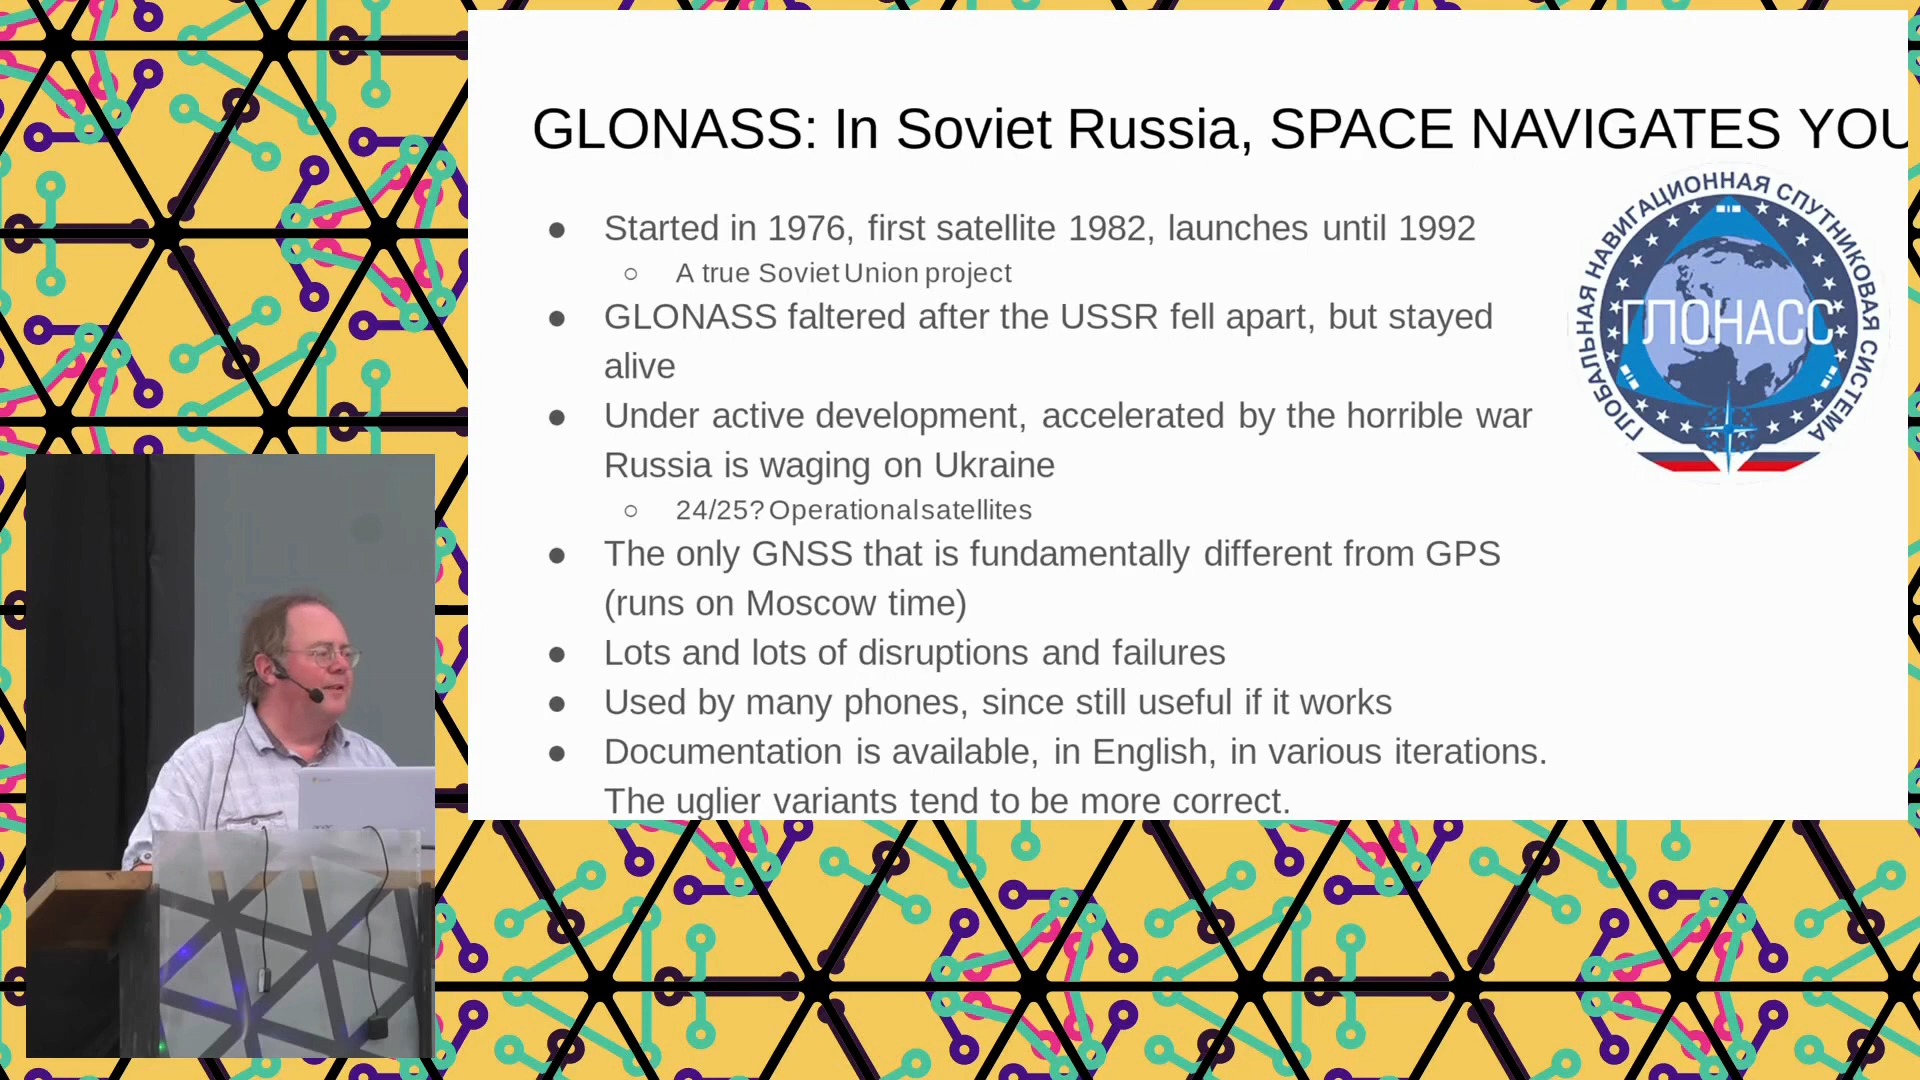 GLONASS: In Soviet Russia, SPACE NAVIGATES YOU
● Started in 1976, first satellite 1982, launches until 1992
○ A true Soviet Union project
● GLONASS faltered after the USSR fell apart, but stayed
alive
● Under active development, accelerated by the horrible war
Russia is waging on Ukraine
○ 24/25? Operational satellites
● The only GNSS that is fundamentally different from GPS
(runs on Moscow time)
● Lots and lots of disruptions and failures
● Used by many phones, since still useful if it works
● Documentation is available, in English, in various iterations.
The uglier variants tend to be more correct.
ГЛОБАЛЬНАЯ НАВИГАЦИОННАЯ СПУТНИКОВАЯ СИСТЕМА
ГЛОНАСС
acer